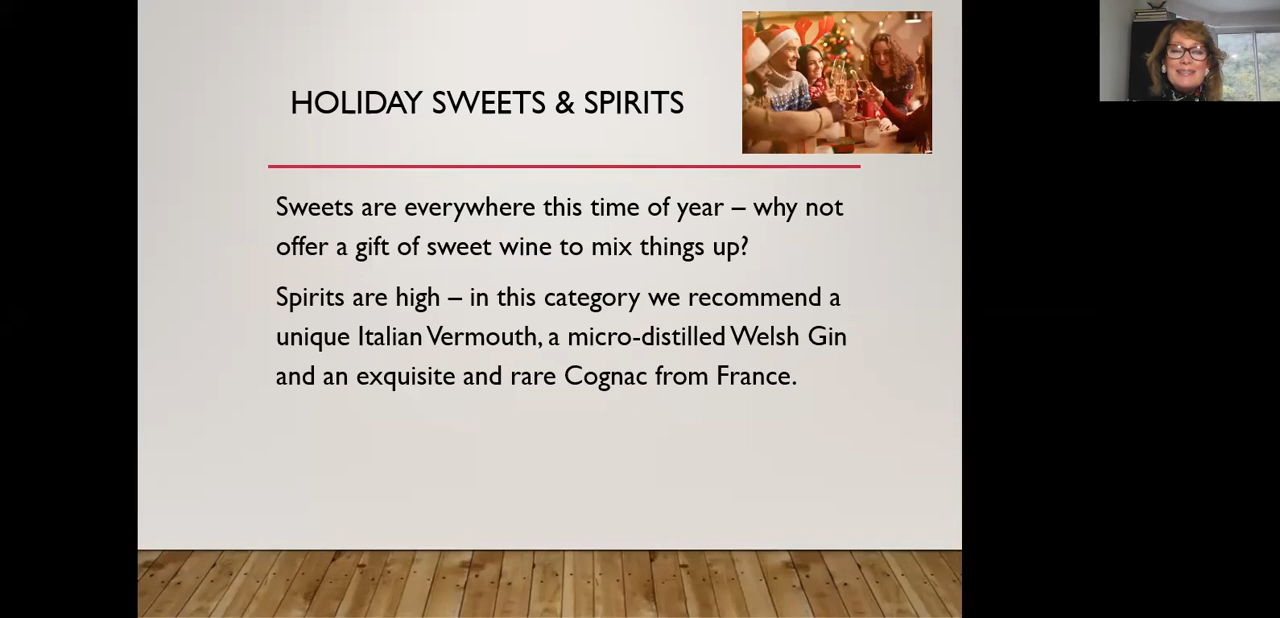 HOLIDAY SWEETS & SPIRITS
Sweets are everywhere this time of year – why not
offer a gift of sweet wine to mix things up?
Spirits are high – in this category we recommend a
unique Italian Vermouth, a micro-distilled Welsh Gin
and an exquisite and rare Cognac from France.